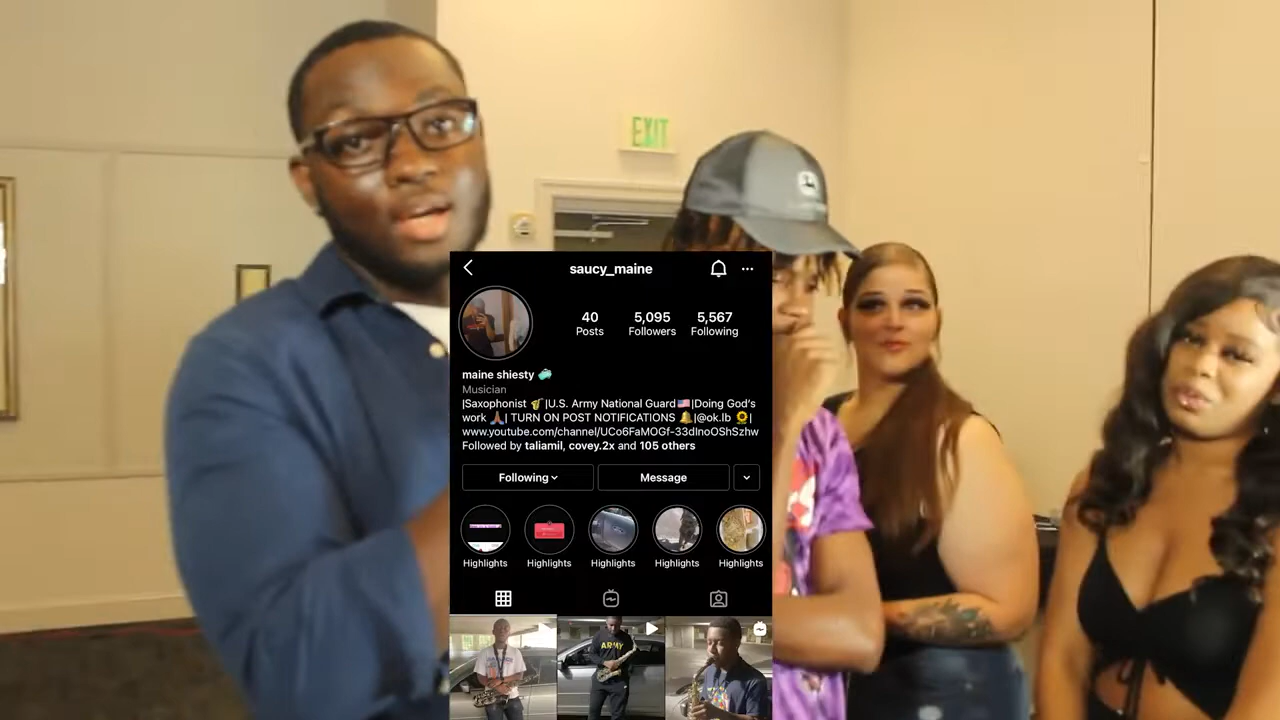 EXIT
saucy_maine
40 5,095 5,567
Posts Followers Following
maine shiesty 🧼
Musician
|Saxophonist 🎷|U.S. Army National Guard🇺🇸|Doing God's
work 🙏🏾| TURN ON POST NOTIFICATIONS 🔔|@ok.lb 🌻|
www.youtube.com/channel/UCo6FaMOGf-33dInoOShSzhw
Followed by taliamil, covey.2x and 105 others
Following Message
Highlights Highlights Highlights Highlights Highlights
ARMY